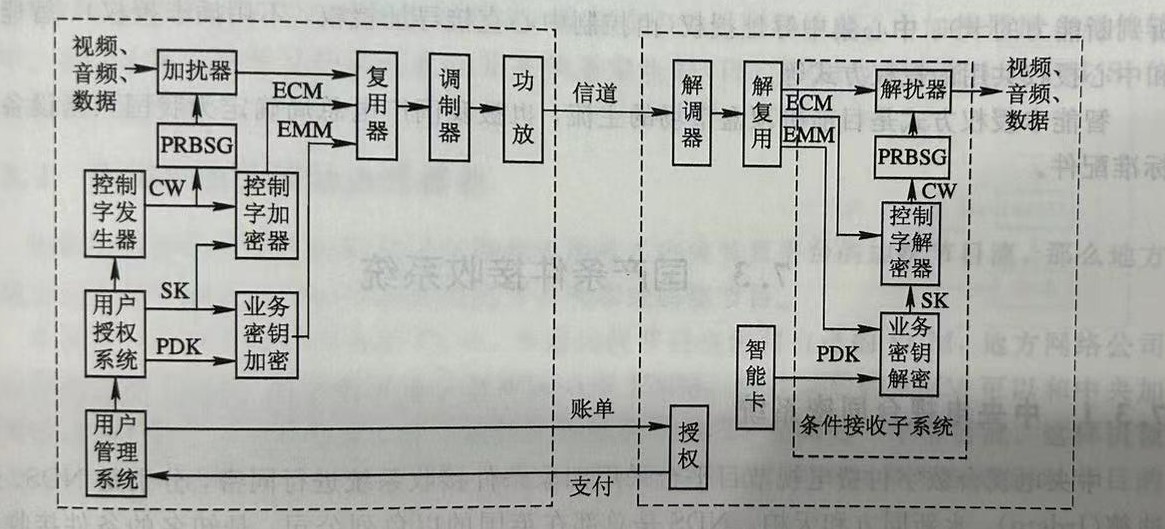 视频、
音频、
数据
加扰器
ECM
EMM
复用器
调制器
功放
信道
PRBSG
控制
字发
生器
CW
控制
字加
密器
用户
授权
系统
SK
PDK
业务
密钥
加密
用户
管理
系统
账单
支付
解调器
解复用
ECM
EMM
解扰器
视频、
音频、
数据
PRBSG
CW
控制
字解
密器
SK
业务
密钥
解密
智能卡
PDK
条件接收子系统
授权